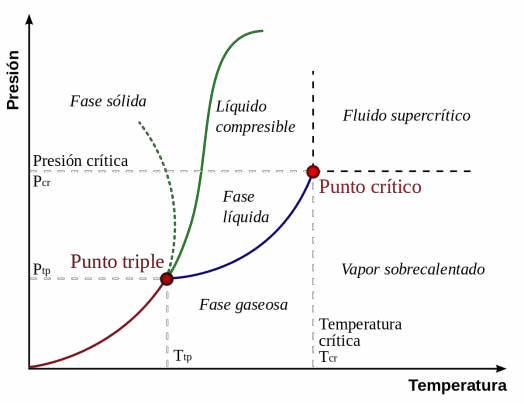 Presión
Fase sólida
Líquido
compresible
Fluido supercrítico
Presión crítica
Pcr
Punto crítico
Fase
líquida
Punto triple
Ptp
Vapor sobrecalentado
Fase gaseosa
Temperatura
crítica
Tcr
Ttp
Temperatura